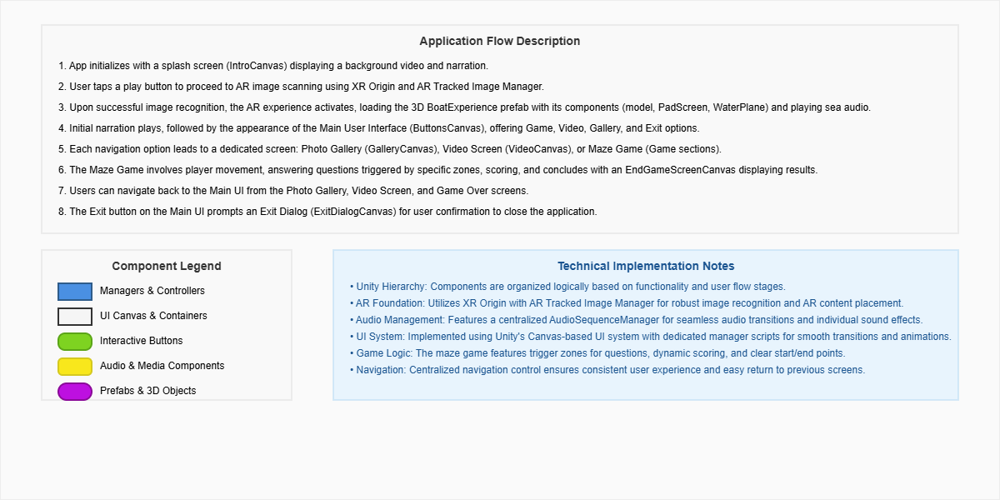 Application Flow Description
1. App initializes with a splash screen (IntroCanvas) displaying a background video and narration.
2. User taps a play button to proceed to AR image scanning using XR Origin and AR Tracked Image Manager.
3. Upon successful image recognition, the AR experience activates, loading the 3D BoatExperience prefab with its components (model, PadScreen, WaterPlane) and playing sea audio.
4. Initial narration plays, followed by the appearance of the Main User Interface (ButtonsCanvas), offering Game, Video, Gallery, and Exit options.
5. Each navigation option leads to a dedicated screen: Photo Gallery (GalleryCanvas), Video Screen (VideoCanvas), or Maze Game (Game sections).
6. The Maze Game involves player movement, answering questions triggered by specific zones, scoring, and concludes with an EndGameScreenCanvas displaying results.
7. Users can navigate back to the Main UI from the Photo Gallery, Video Screen, and Game Over screens.
8. The Exit button on the Main UI prompts an Exit Dialog (ExitDialogCanvas) for user confirmation to close the application.
Component Legend
Managers & Controllers
UI Canvas & Containers
Interactive Buttons
Audio & Media Components
Prefabs & 3D Objects
Technical Implementation Notes
• Unity Hierarchy: Components are organized logically based on functionality and user flow stages.
• AR Foundation: Utilizes XR Origin with AR Tracked Image Manager for robust image recognition and AR content placement.
• Audio Management: Features a centralized AudioSequenceManager for seamless audio transitions and individual sound effects.
• UI System: Implemented using Unity's Canvas-based UI system with dedicated manager scripts for smooth transitions and animations.
• Game Logic: The maze game features trigger zones for questions, dynamic scoring, and clear start/end points.
• Navigation: Centralized navigation control ensures consistent user experience and easy return to previous screens.